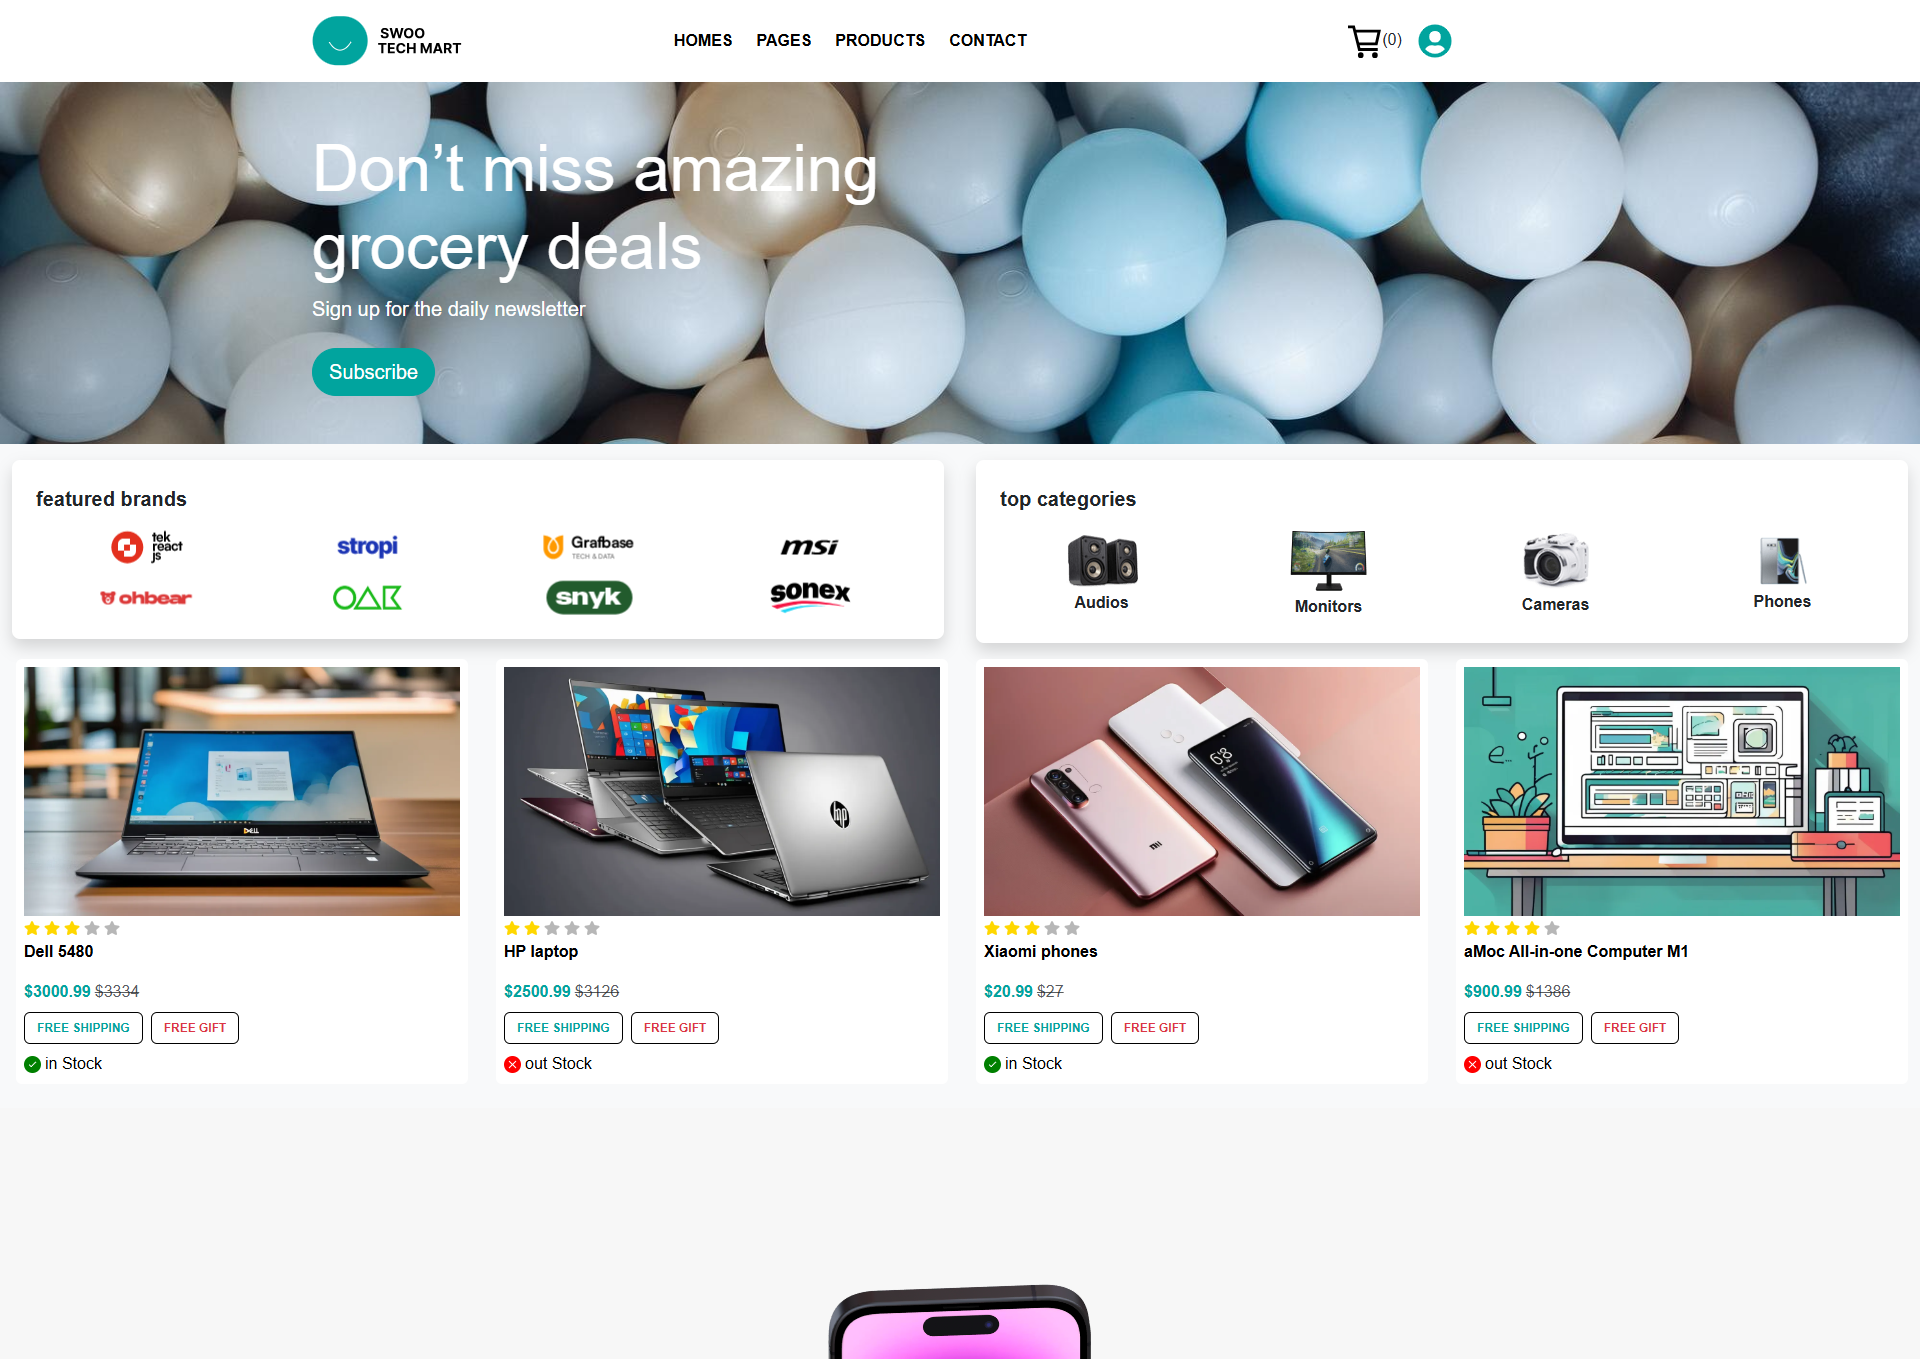 SWOO
TECH MART
HOMES PAGES PRODUCTS CONTACT
(0)
Don’t miss amazing
grocery deals
Sign up for the daily newsletter
Subscribe
featured brands
tek
react
js
stropi
Grafbase
TECH & DATA
msi
ohbear
snyk
sonex
top categories
Audios
Monitors
Cameras
Phones
DELL
hp
mi
Dell 5480
$3000.99 $3334
FREE SHIPPING FREE GIFT
in Stock
HP laptop
$2500.99 $3126
FREE SHIPPING FREE GIFT
out Stock
Xiaomi phones
$20.99 $27
FREE SHIPPING FREE GIFT
in Stock
aMoc All-in-one Computer M1
$900.99 $1386
FREE SHIPPING FREE GIFT
out Stock